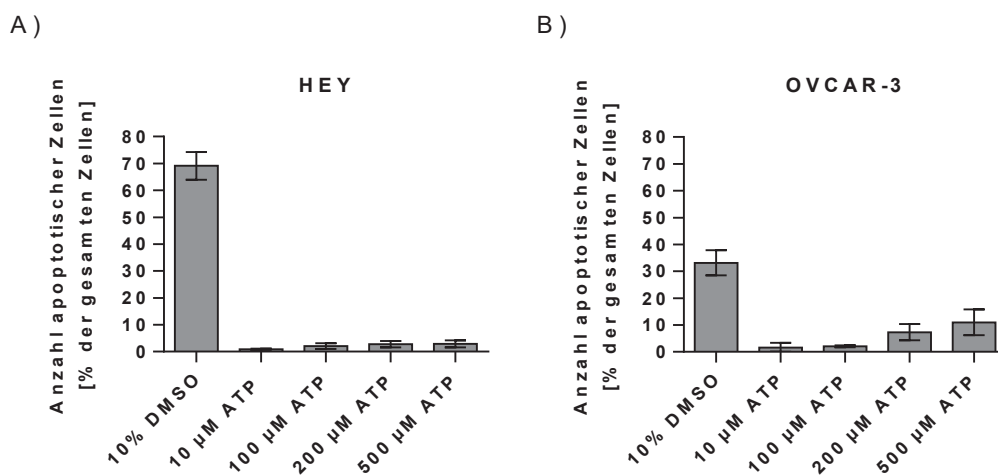 A)
HEY
Anzahl apoptotischer Zellen
[% der gesamten Zellen]
80
70
60
50
40
30
20
10
0
10% DMSO
10 µM ATP
100 µM ATP
200 µM ATP
500 µM ATP
B)
OVCAR-3
Anzahl apoptotischer Zellen
[% der gesamten Zellen]
80
70
60
50
40
30
20
10
0
10% DMSO
10 µM ATP
100 µM ATP
200 µM ATP
500 µM ATP